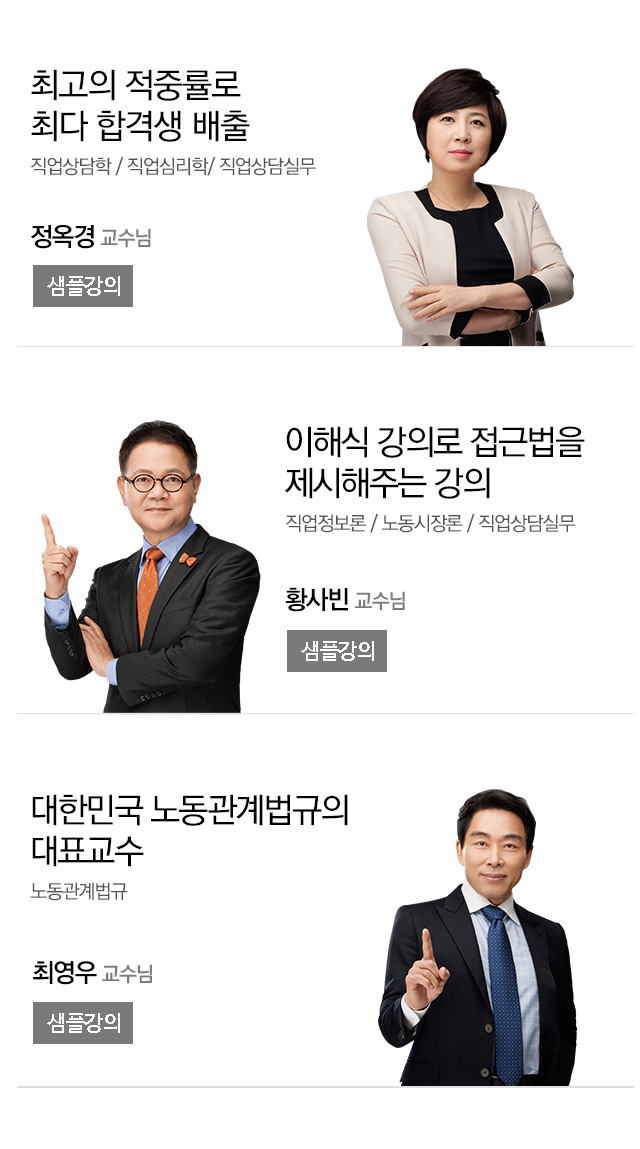 최고의 적중률로
최다 합격생 배출
직업상담학 / 직업심리학/ 직업상담실무
정옥경 교수님
샘플강의
이해식 강의로 접근법을
제시해주는 강의
직업정보론 / 노동시장론 / 직업상담실무
황사빈 교수님
샘플강의
대한민국 노동관계법규의
대표교수
노동관계법규
최영우 교수님
샘플강의